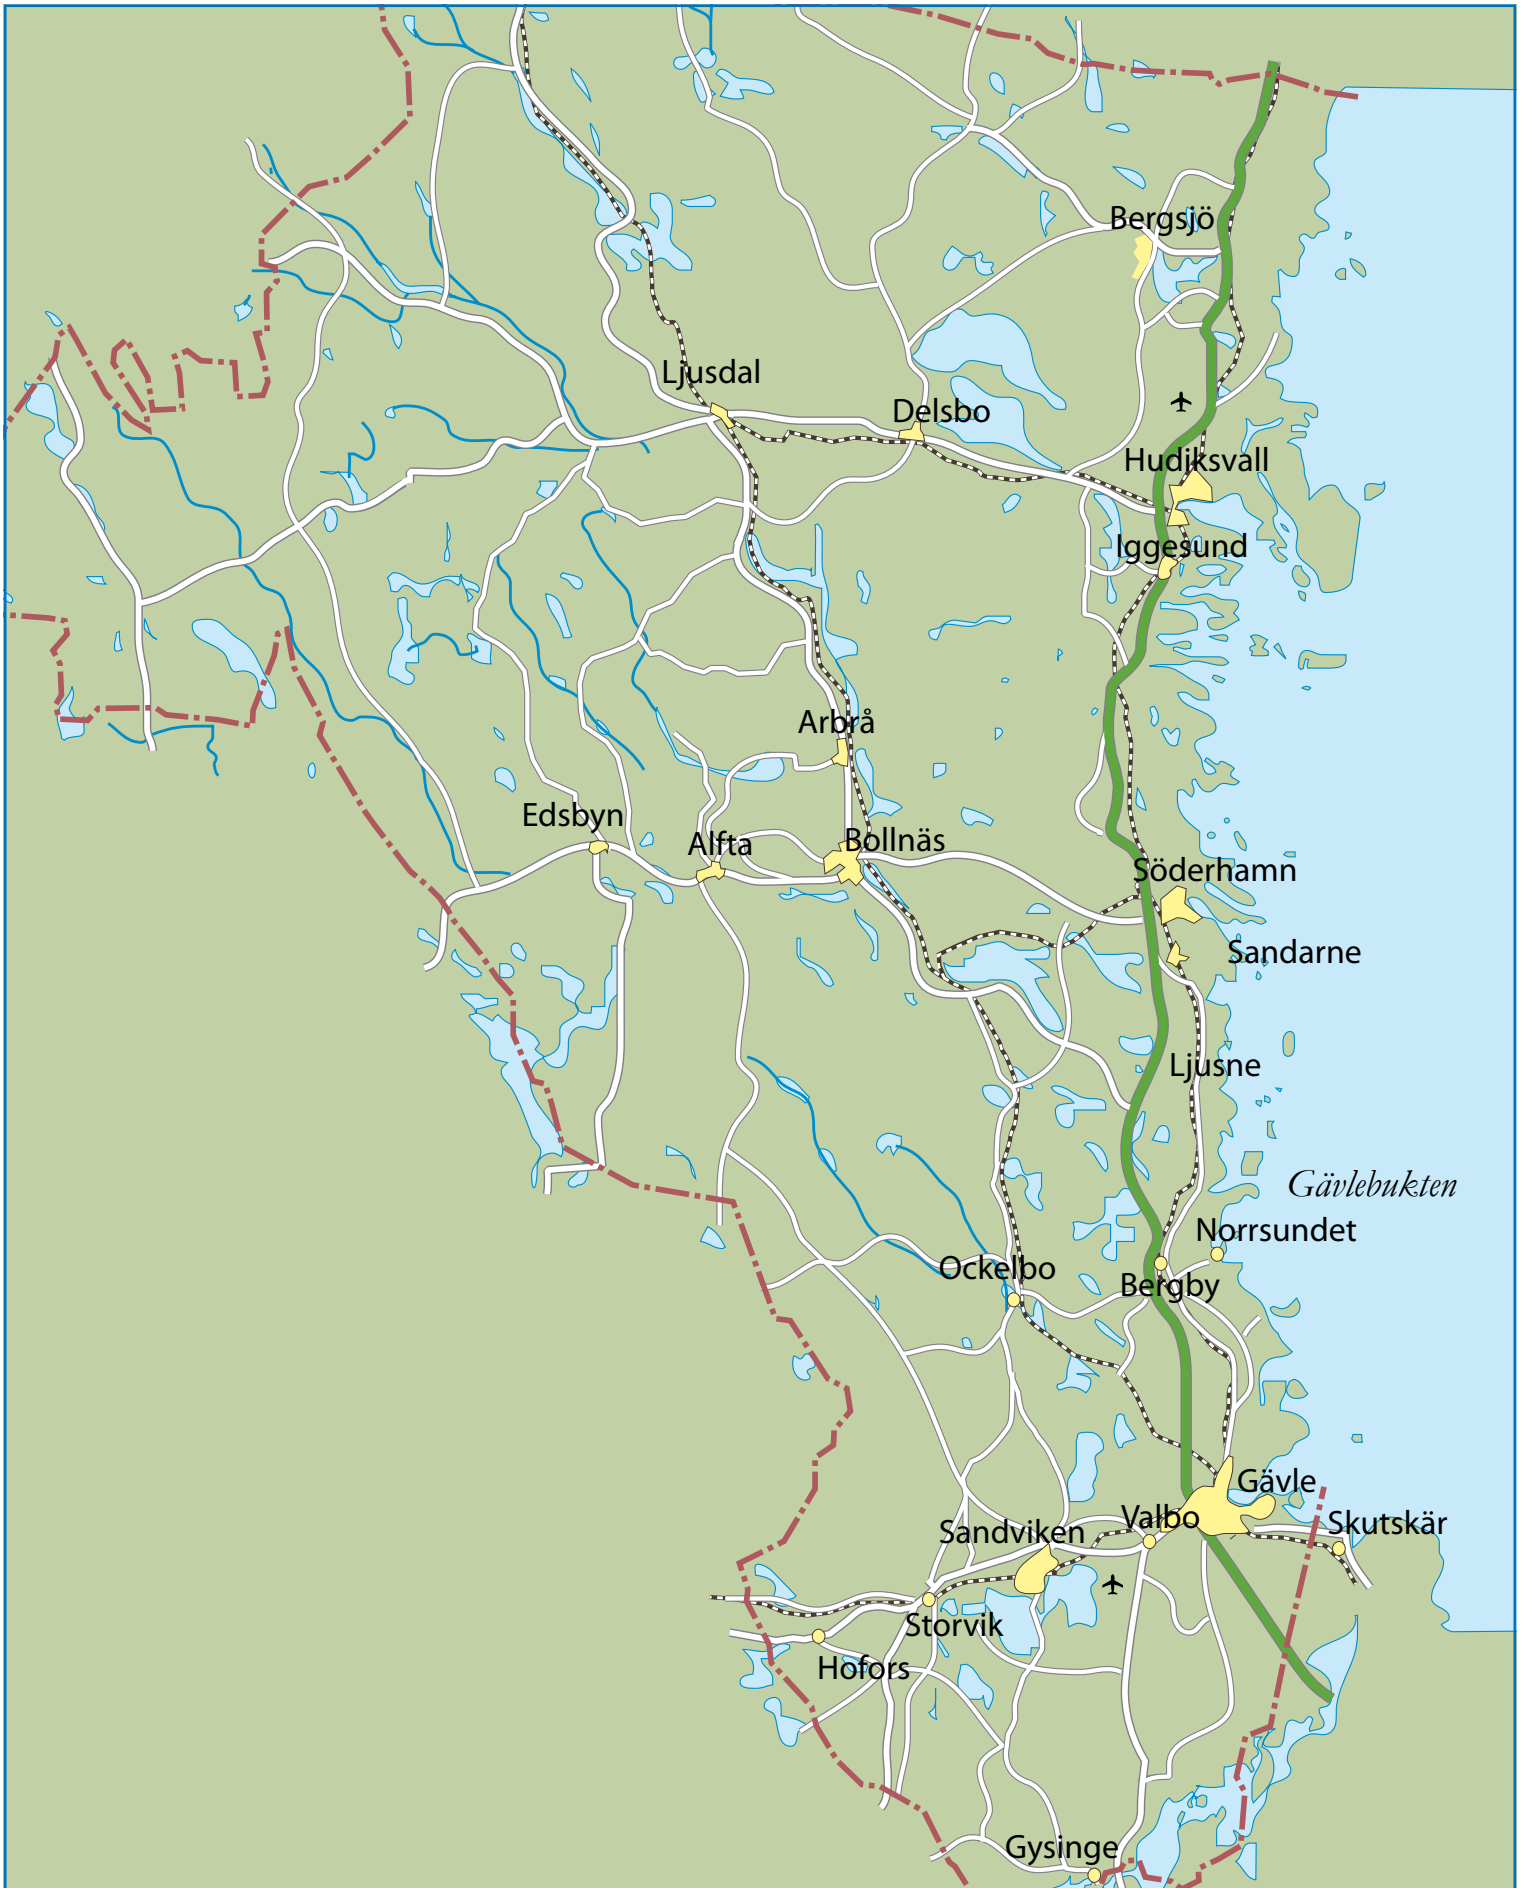 Bergsjö
Ljusdal
Delsbo
Hudiksvall
Iggesund
Arbrå
Edsbyn
Alfta
Bollnäs
Söderhamn
Sandarne
Ljusne
Gävlebukten
Norrsundet
Ockelbo
Bergby
Gävle
Valbo
Skutskär
Sandviken
Storvik
Hofors
Gysinge